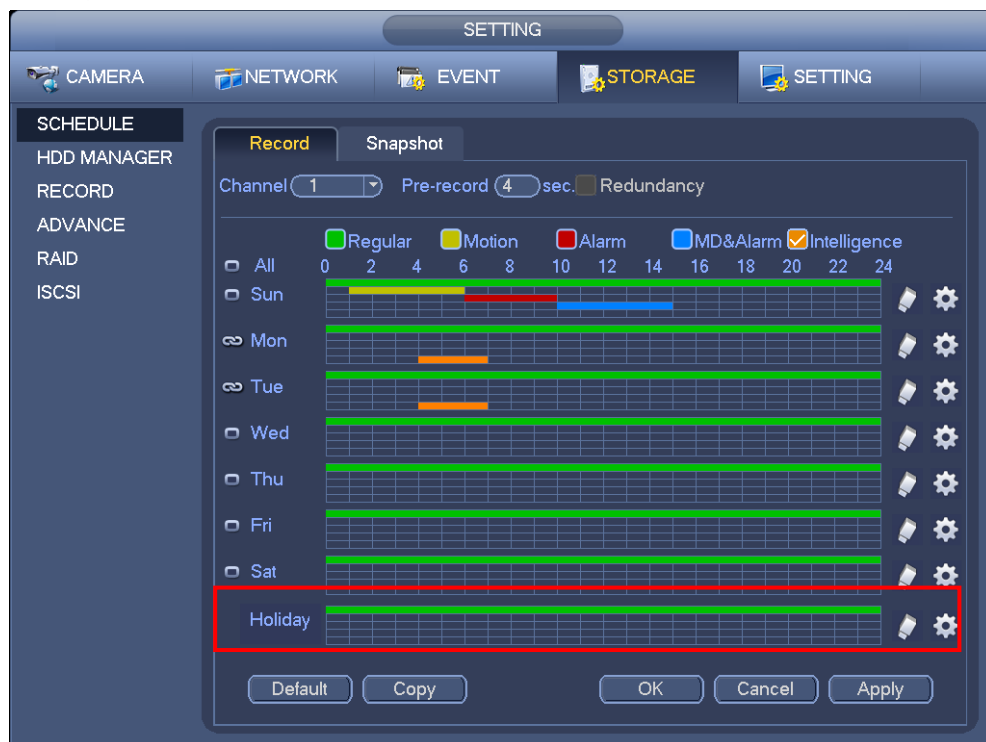 SETTING
CAMERA NETWORK EVENT STORAGE SETTING
SCHEDULE
HDD MANAGER
RECORD
ADVANCE
RAID
ISCSI
Record Snapshot
Channel 1 Pre-record 4 sec. Redundancy
Regular Motion Alarm MD&Alarm Intelligence
All 0 2 4 6 8 10 12 14 16 18 20 22 24
Sun
Mon
Tue
Wed
Thu
Fri
Sat
Holiday
Default Copy OK Cancel Apply